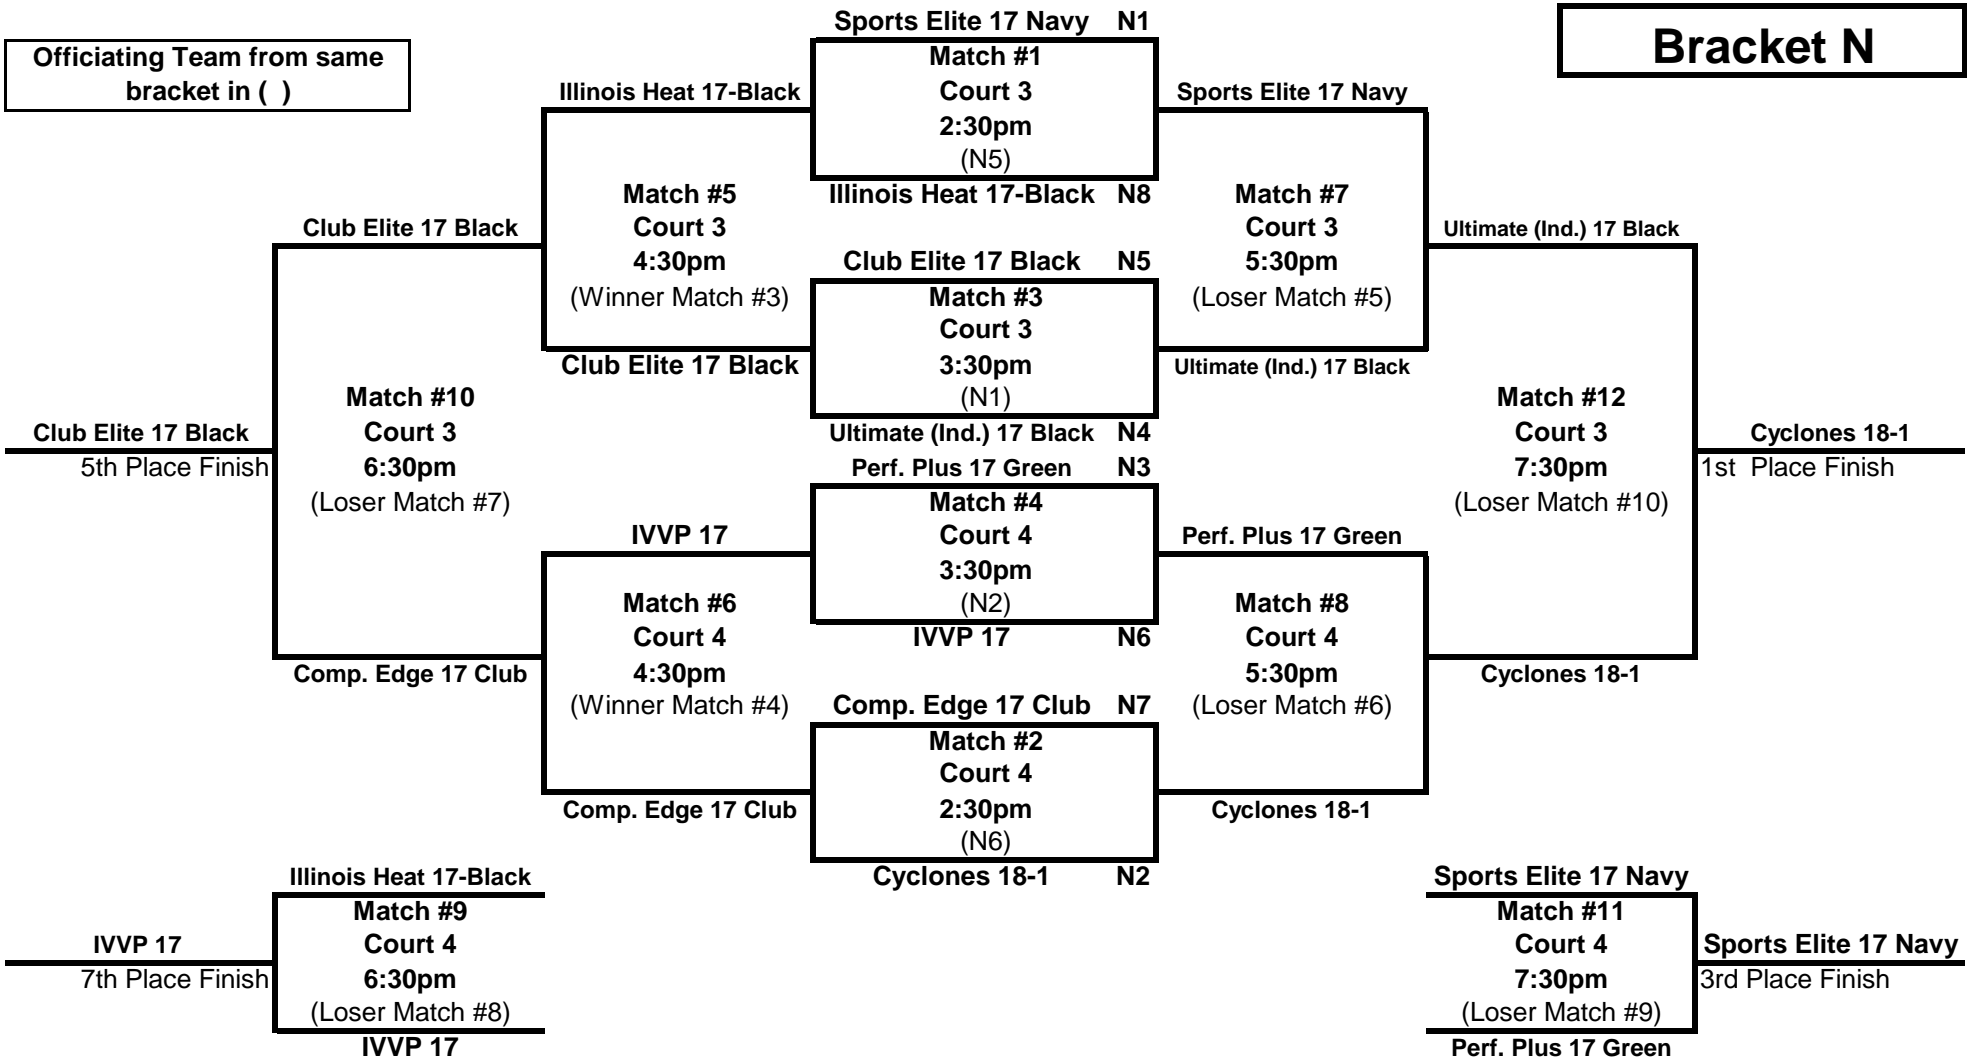 Sports Elite 17 Navy N1
Officiating Team from same
bracket in ( )
Bracket N
Match #1
Court 3
2:30pm
(N5)
Illinois Heat 17-Black
Sports Elite 17 Navy
Illinois Heat 17-Black N8
Match #5
Court 3
4:30pm
(Winner Match #3)
Match #7
Court 3
5:30pm
(Loser Match #5)
Club Elite 17 Black
Ultimate (Ind.) 17 Black
Club Elite 17 Black N5
Match #3
Court 3
3:30pm
(N1)
Club Elite 17 Black
Ultimate (Ind.) 17 Black
Ultimate (Ind.) 17 Black N4
Match #10
Court 3
6:30pm
(Loser Match #7)
Match #12
Court 3
7:30pm
(Loser Match #10)
Club Elite 17 Black
5th Place Finish
Cyclones 18-1
1st Place Finish
Perf. Plus 17 Green N3
Match #4
Court 4
3:30pm
(N2)
IVVP 17
Perf. Plus 17 Green
IVVP 17 N6
Match #6
Court 4
4:30pm
(Winner Match #4)
Match #8
Court 4
5:30pm
(Loser Match #6)
Comp. Edge 17 Club
Cyclones 18-1
Comp. Edge 17 Club N7
Match #2
Court 4
2:30pm
(N6)
Comp. Edge 17 Club
Cyclones 18-1
Cyclones 18-1 N2
Illinois Heat 17-Black
Match #9
Court 4
6:30pm
(Loser Match #8)
IVVP 17
IVVP 17
7th Place Finish
Sports Elite 17 Navy
Match #11
Court 4
7:30pm
(Loser Match #9)
Perf. Plus 17 Green
Sports Elite 17 Navy
3rd Place Finish